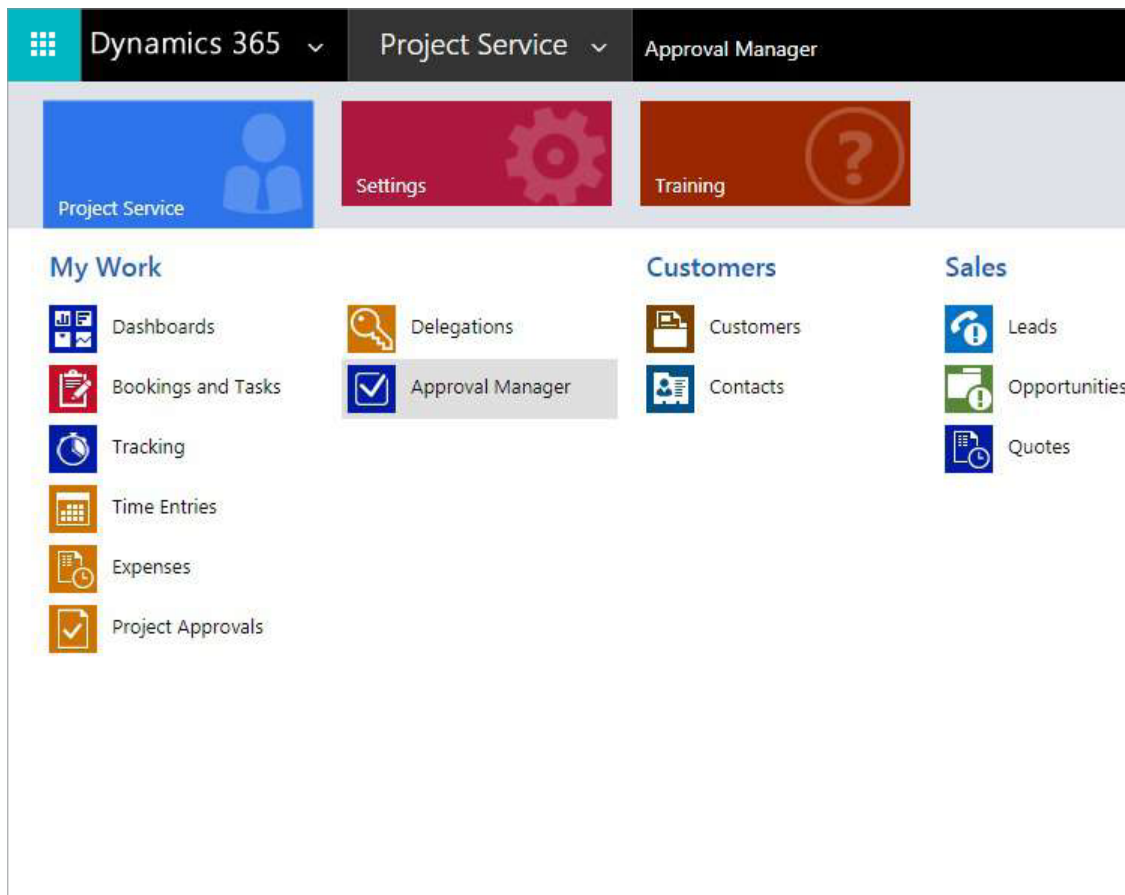 Dynamics 365
Project Service
Approval Manager
Project Service
Settings
Training
My Work
Dashboards
Bookings and Tasks
Tracking
Time Entries
Expenses
Project Approvals
Delegations
Approval Manager
Customers
Customers
Contacts
Sales
Leads
Opportunities
Quotes